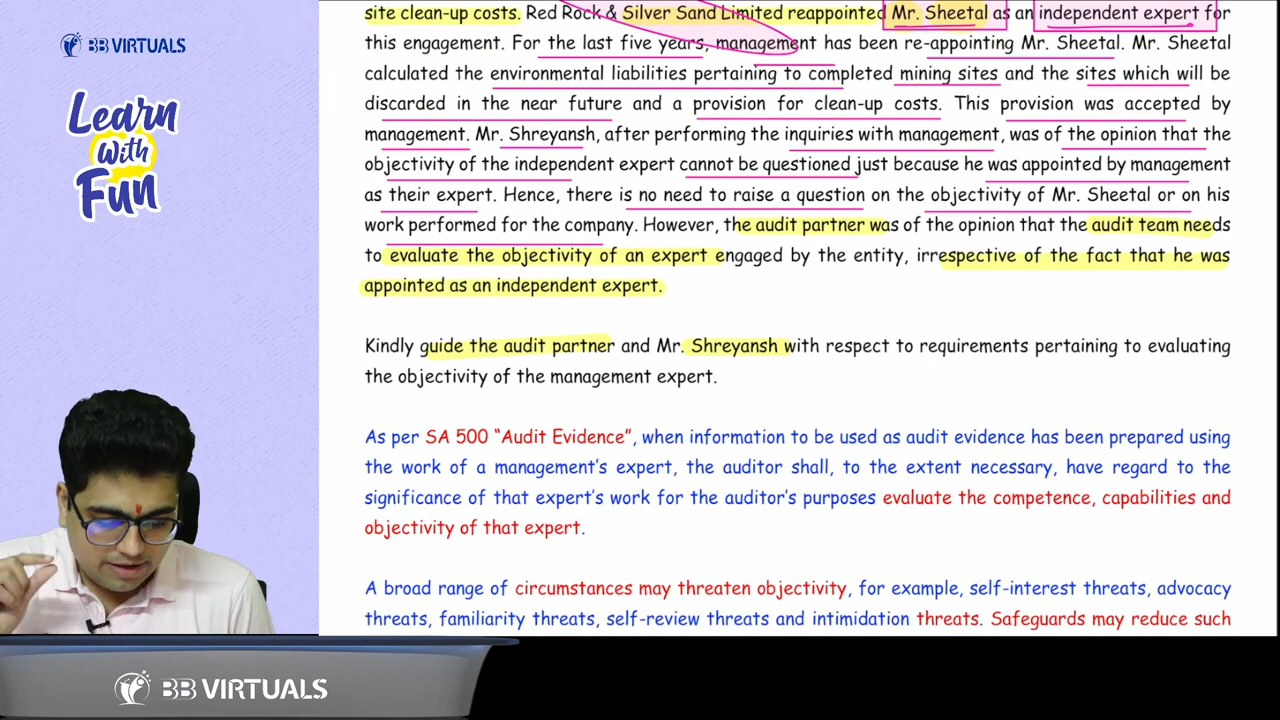 BB VIRTUALS
Learn
with
Fun
site clean-up costs. Red Rock & Silver Sand Limited reappointed Mr. Sheetal as an independent expert for
this engagement. For the last five years, management has been re-appointing Mr. Sheetal. Mr. Sheetal
calculated the environmental liabilities pertaining to completed mining sites and the sites which will be
discarded in the near future and a provision for clean-up costs. This provision was accepted by
management. Mr. Shreyansh, after performing the inquiries with management, was of the opinion that the
objectivity of the independent expert cannot be questioned just because he was appointed by management
as their expert. Hence, there is no need to raise a question on the objectivity of Mr. Sheetal or on his
work performed for the company. However, the audit partner was of the opinion that the audit team needs
to evaluate the objectivity of an expert engaged by the entity, irrespective of the fact that he was
appointed as an independent expert.
Kindly guide the audit partner and Mr. Shreyansh with respect to requirements pertaining to evaluating
the objectivity of the management expert.
As per SA 500 “Audit Evidence”, when information to be used as audit evidence has been prepared using
the work of a management’s expert, the auditor shall, to the extent necessary, have regard to the
significance of that expert’s work for the auditor’s purposes evaluate the competence, capabilities and
objectivity of that expert.
A broad range of circumstances may threaten objectivity, for example, self-interest threats, advocacy
threats, familiarity threats, self-review threats and intimidation threats. Safeguards may reduce such
BB VIRTUALS